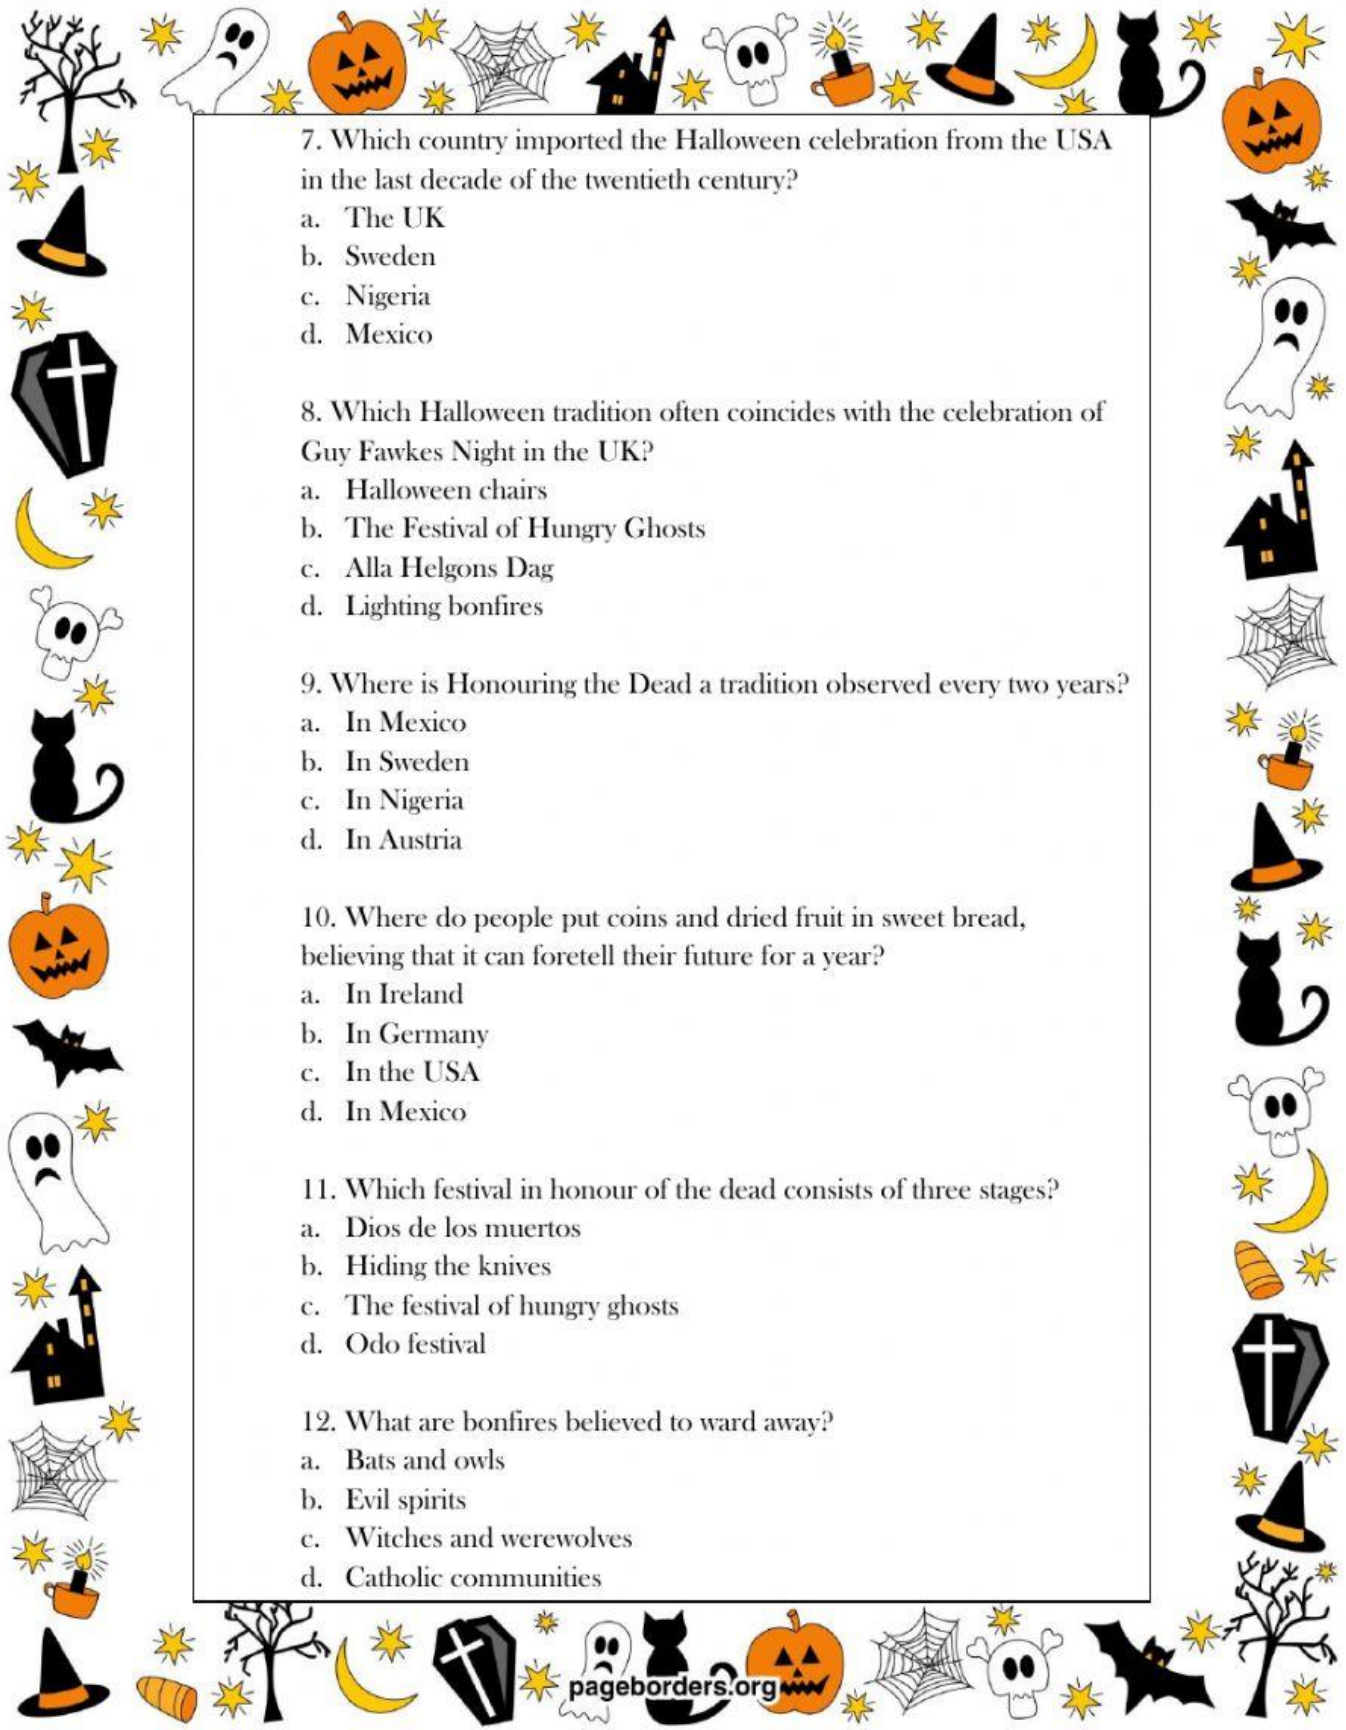 7. Which country imported the Halloween celebration from the USA
in the last decade of the twentieth century?
a. The UK
b. Sweden
c. Nigeria
d. Mexico
8. Which Halloween tradition often coincides with the celebration of
Guy Fawkes Night in the UK?
a. Halloween chairs
b. The Festival of Hungry Ghosts
c. Alla Helgons Dag
d. Lighting bonfires
9. Where is Honouring the Dead a tradition observed every two years?
a. In Mexico
b. In Sweden
c. In Nigeria
d. In Austria
10. Where do people put coins and dried fruit in sweet bread,
believing that it can foretell their future for a year?
a. In Ireland
b. In Germany
c. In the USA
d. In Mexico
11. Which festival in honour of the dead consists of three stages?
a. Dios de los muertos
b. Hiding the knives
c. The festival of hungry ghosts
d. Odo festival
12. What are bonfires believed to ward away?
a. Bats and owls
b. Evil spirits
c. Witches and werewolves
d. Catholic communities
pageborders.org